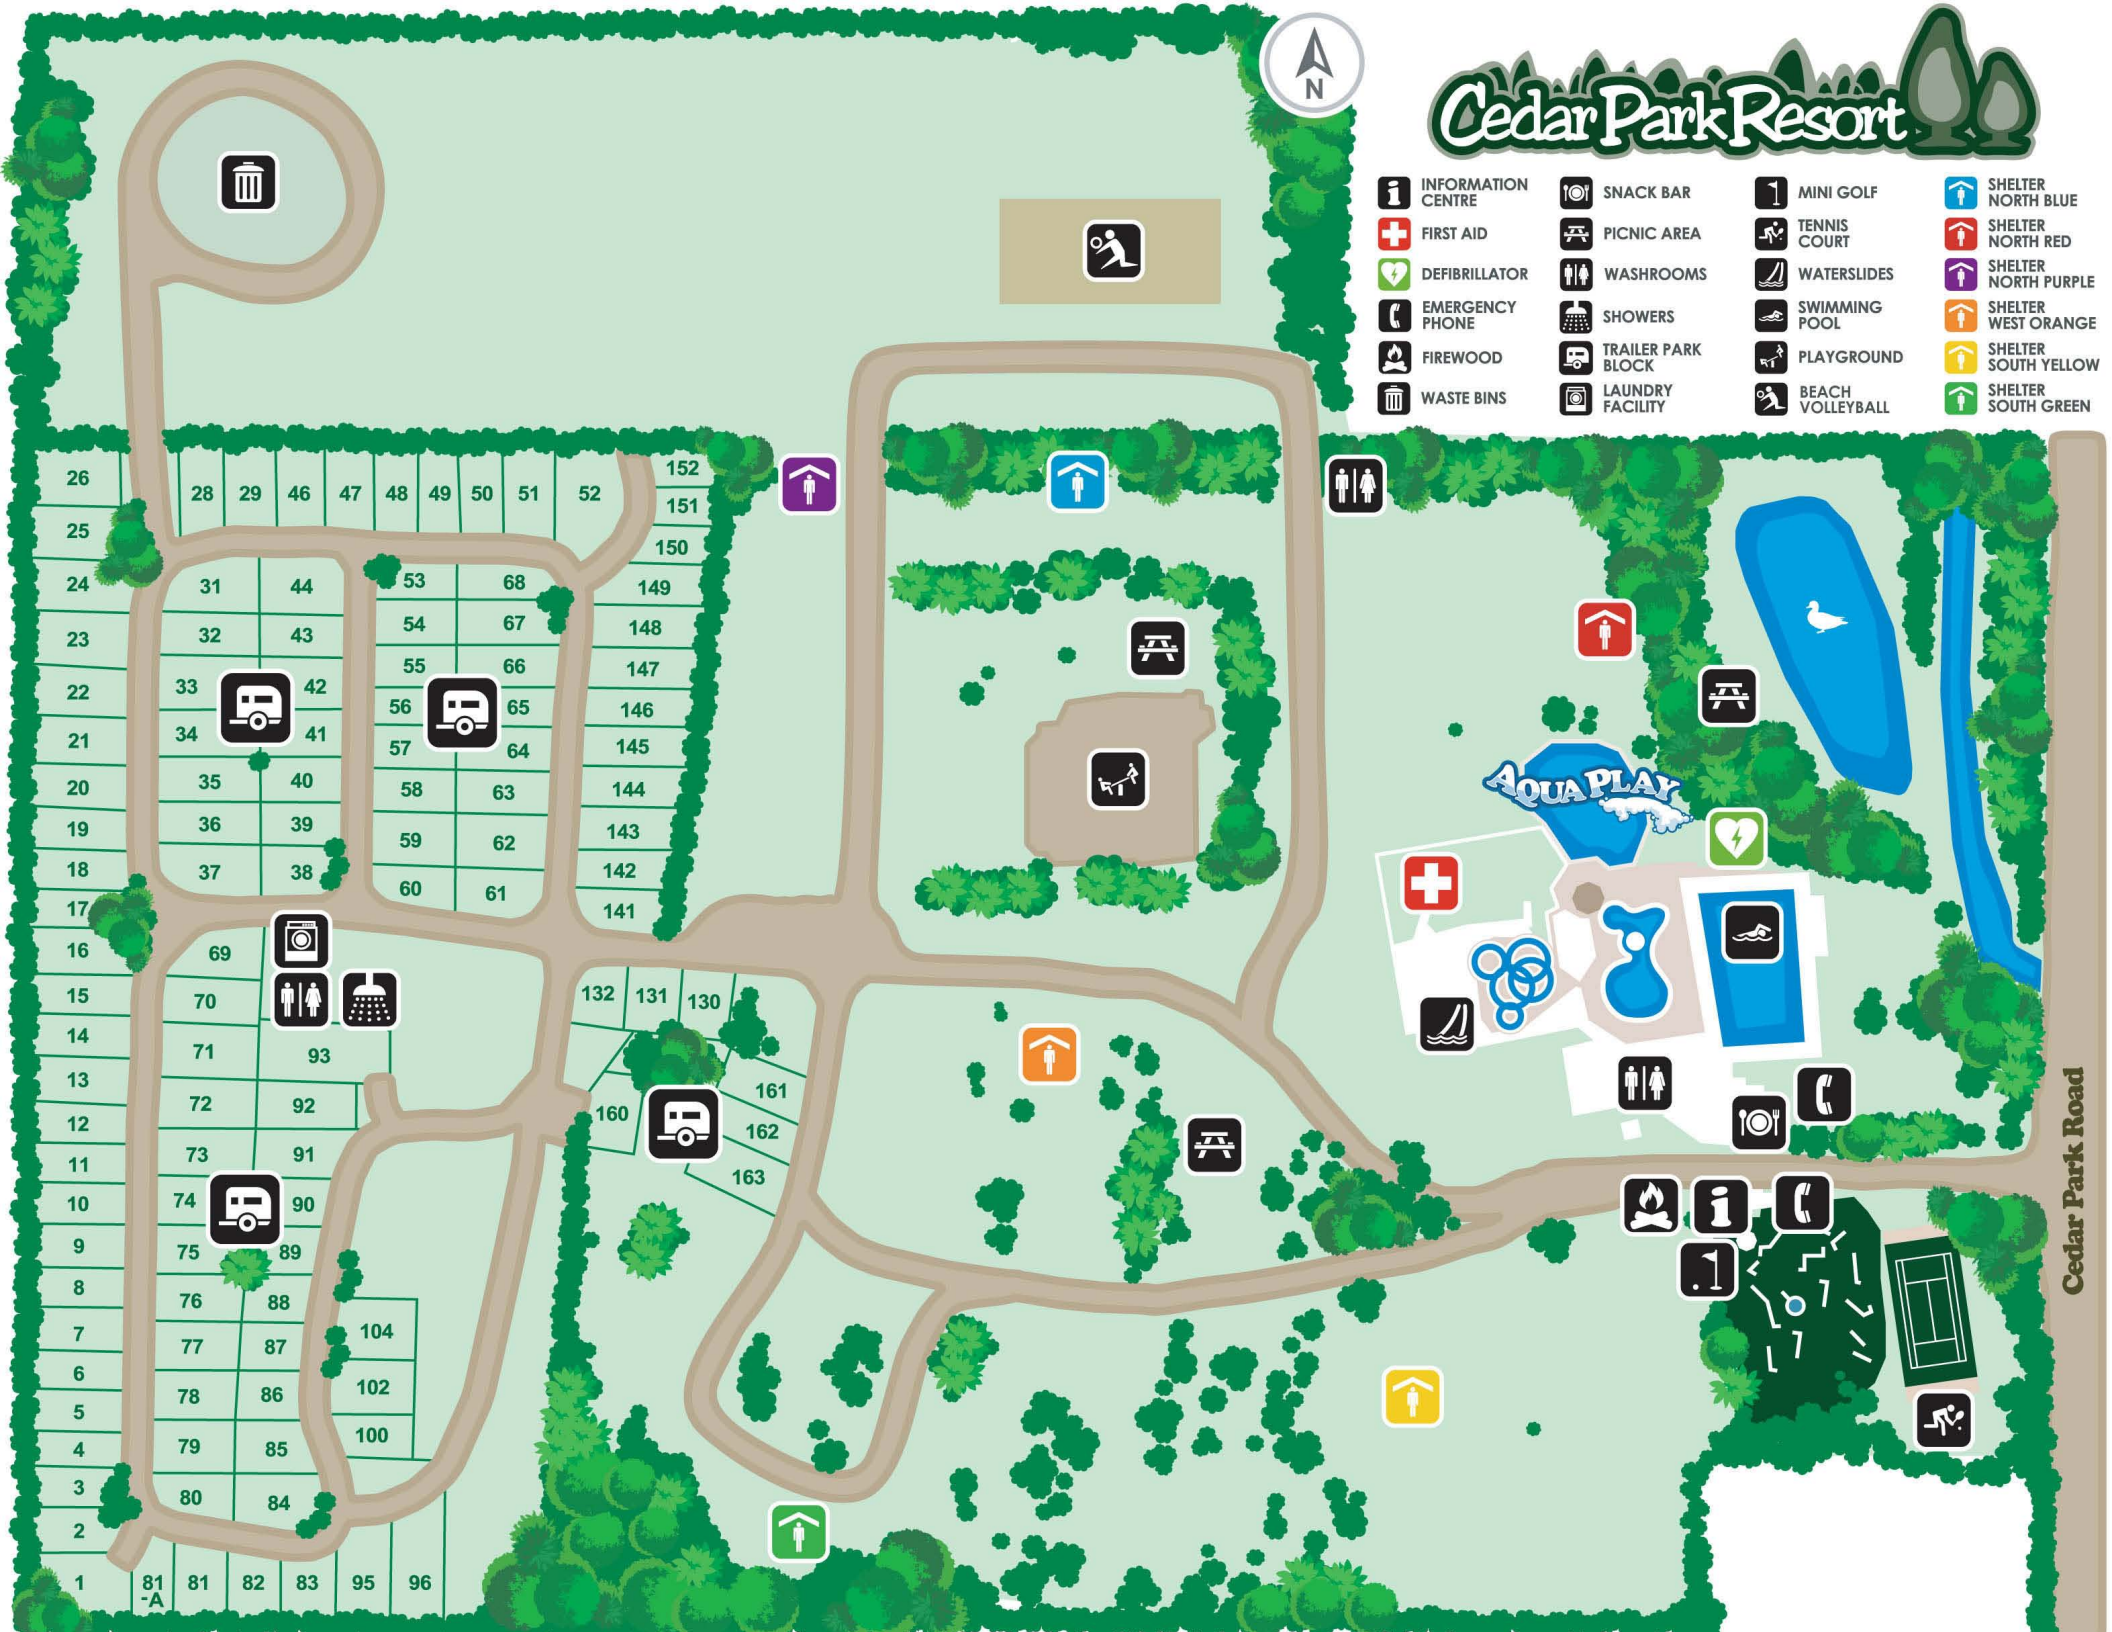 N
Cedar Park Resort
INFORMATION
CENTRE
FIRST AID
DEFIBRILLATOR
EMERGENCY
PHONE
FIREWOOD
WASTE BINS
SNACK BAR
PICNIC AREA
WASHROOMS
SHOWERS
TRAILER PARK
BLOCK
LAUNDRY
FACILITY
MINI GOLF
TENNIS
COURT
WATERSLIDES
SWIMMING
POOL
PLAYGROUND
BEACH
VOLLEYBALL
SHELTER
NORTH BLUE
SHELTER
NORTH RED
SHELTER
NORTH PURPLE
SHELTER
WEST ORANGE
SHELTER
SOUTH YELLOW
SHELTER
SOUTH GREEN
26
25
24
23
22
21
20
19
18
17
16
15
14
13
12
11
10
9
8
7
6
5
4
3
2
1
28 29 46 47 48 49 50 51 52
152
151
150
149
148
147
146
145
144
143
142
141
31 44
32 43
33 42
34 41
35 40
36 39
37 38
53 68
54 67
55 66
56 65
57 64
58 63
59 62
60 61
69
70
71 93
72 92
73 91
74 90
75 89
76 88
77 87
78 86
79 85
80 84
104
102
100
81
-A
81 82 83 95 96
132 131 130
160
161
162
163
AQUA PLAY
Cedar Park Road